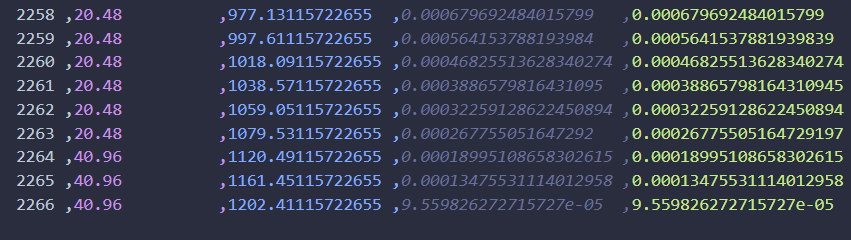 2258 ,20.48 ,977.13115722655 ,0.000679692484015799 ,0.000679692484015799
2259 ,20.48 ,997.61115722655 ,0.000564153788193984 ,0.0005641537881939839
2260 ,20.48 ,1018.09115722655 ,0.00046825513628340274 ,0.00046825513628340274
2261 ,20.48 ,1038.57115722655 ,0.0003886579816431095 ,0.00038865798164310945
2262 ,20.48 ,1059.05115722655 ,0.00032259128622450894 ,0.00032259128622450894
2263 ,20.48 ,1079.53115722655 ,0.000267755051647292 ,0.00026775505164729197
2264 ,40.96 ,1120.49115722655 ,0.00018995108658302615 ,0.00018995108658302615
2265 ,40.96 ,1161.45115722655 ,0.00013475531114012958 ,0.00013475531114012958
2266 ,40.96 ,1202.41115722655 ,9.559826272715727e-05 ,9.559826272715727e-05